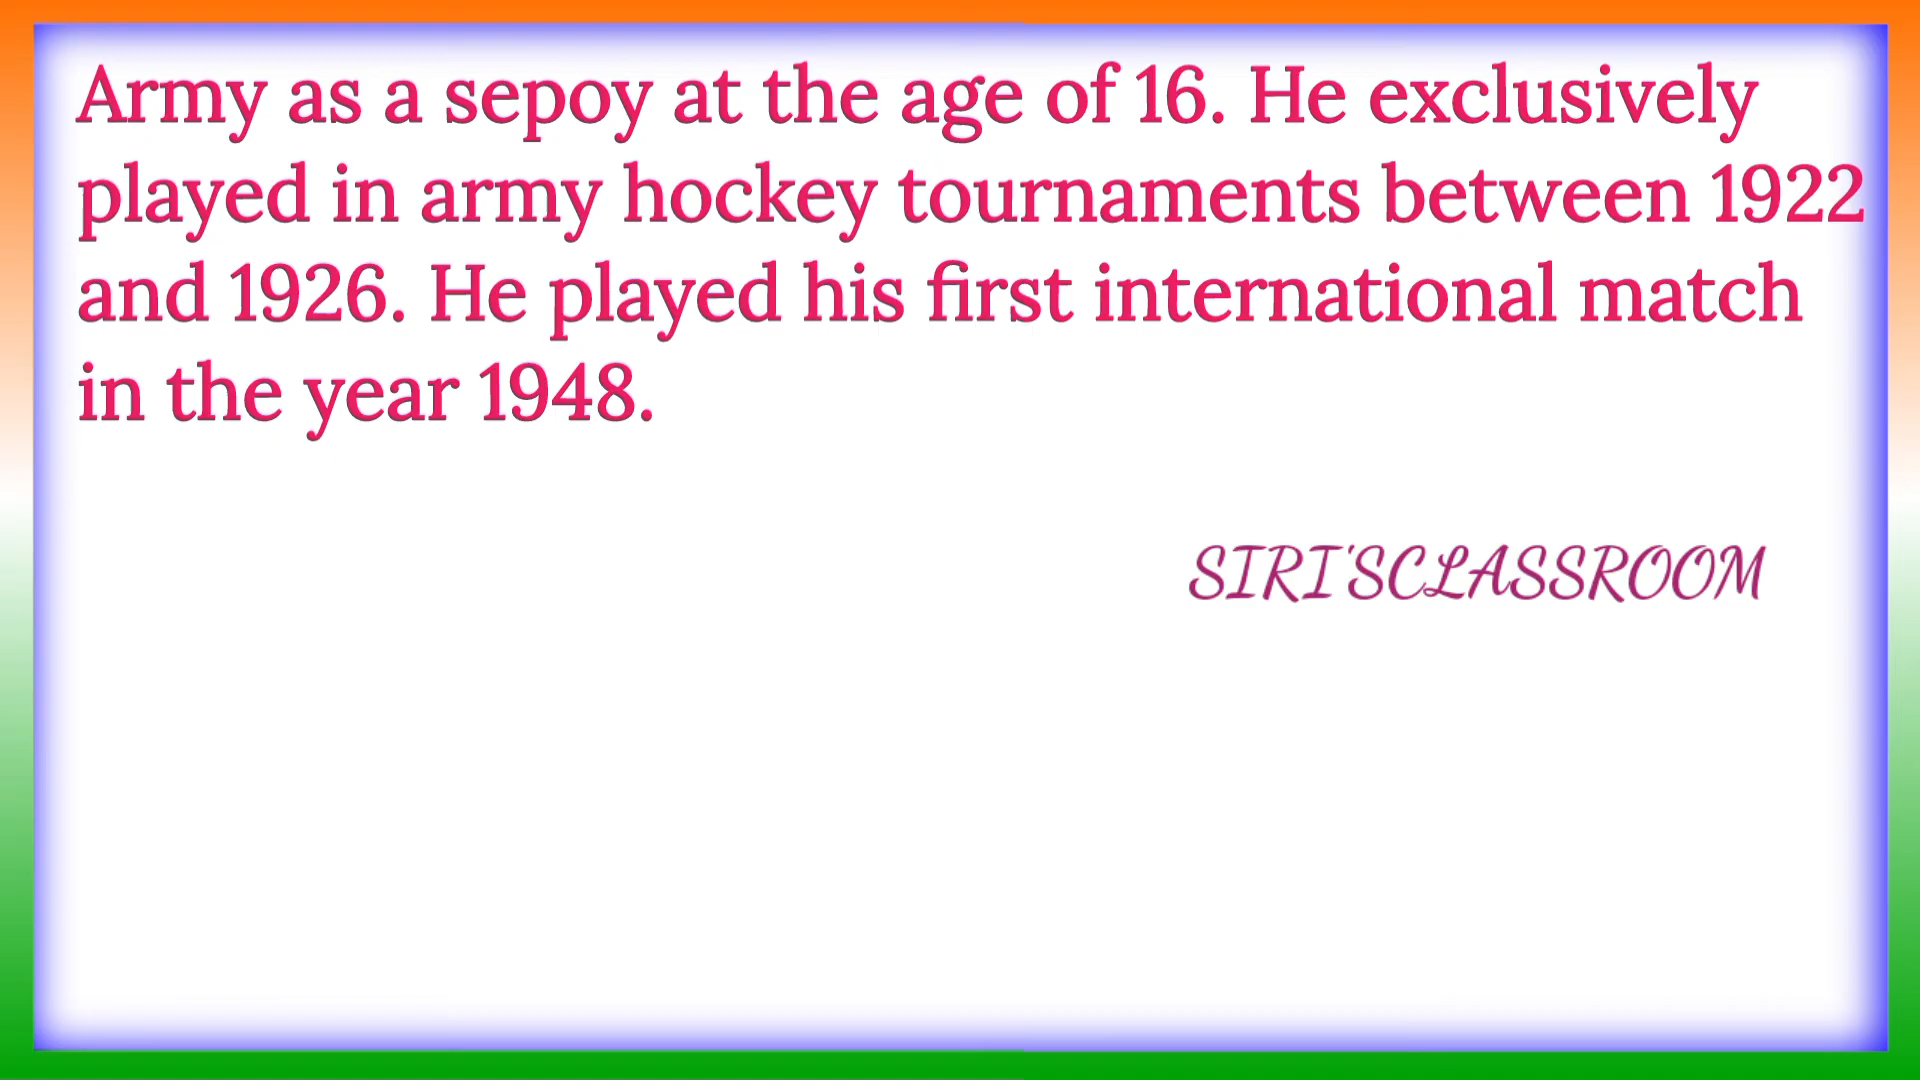 Army as a sepoy at the age of 16. He exclusively
played in army hockey tournaments between 1922
and 1926. He played his first international match
in the year 1948.
SIRI'SCLASSROOM